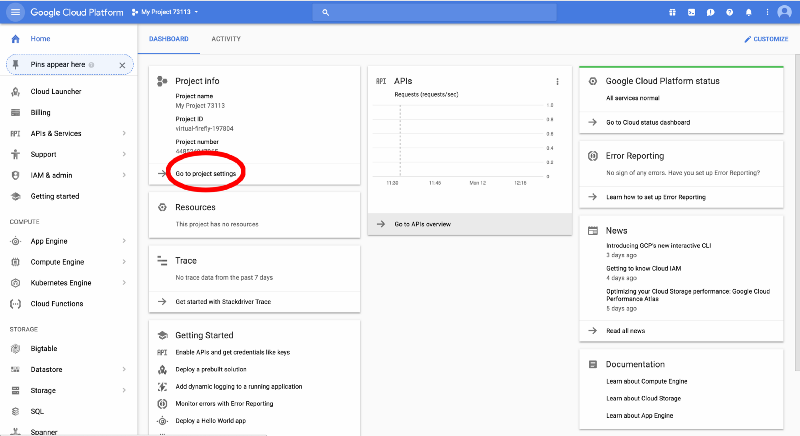 Google Cloud Platform
My Project 73113
Home
Pins appear here
Cloud Launcher
Billing
API
APIs & Services
Support
IAM & admin
Getting started
COMPUTE
App Engine
Compute Engine
Kubernetes Engine
Cloud Functions
STORAGE
Bigtable
Datastore
Storage
SQL
Spanner
DASHBOARD
ACTIVITY
CUSTOMIZE
Project info
Project name
My Project 73113
Project ID
virtual-firefly-197804
Project number
Go to project settings
Resources
This project has no resources
Trace
No trace data from the past 7 days
Get started with Stackdriver Trace
Getting Started
API
Enable APIs and get credentials like keys
Deploy a prebuilt solution
Add dynamic logging to a running application
Monitor errors with Error Reporting
Deploy a Hello World app
API
APIs
Requests (requests/sec)
1.0
0.8
0.6
0.4
0.2
0
11:30
11:45
Mon 12
12:15
Go to APIs overview
Google Cloud Platform status
All services normal
Go to Cloud status dashboard
Error Reporting
No sign of any errors. Have you set up Error Reporting?
Learn how to set up Error Reporting
News
Introducing GCP's new interactive CLI
3 days ago
Getting to know Cloud IAM
4 days ago
Optimizing your Cloud Storage performance: Google Cloud
Performance Atlas
5 days ago
Read all news
Documentation
Learn about Compute Engine
Learn about Cloud Storage
Learn about App Engine